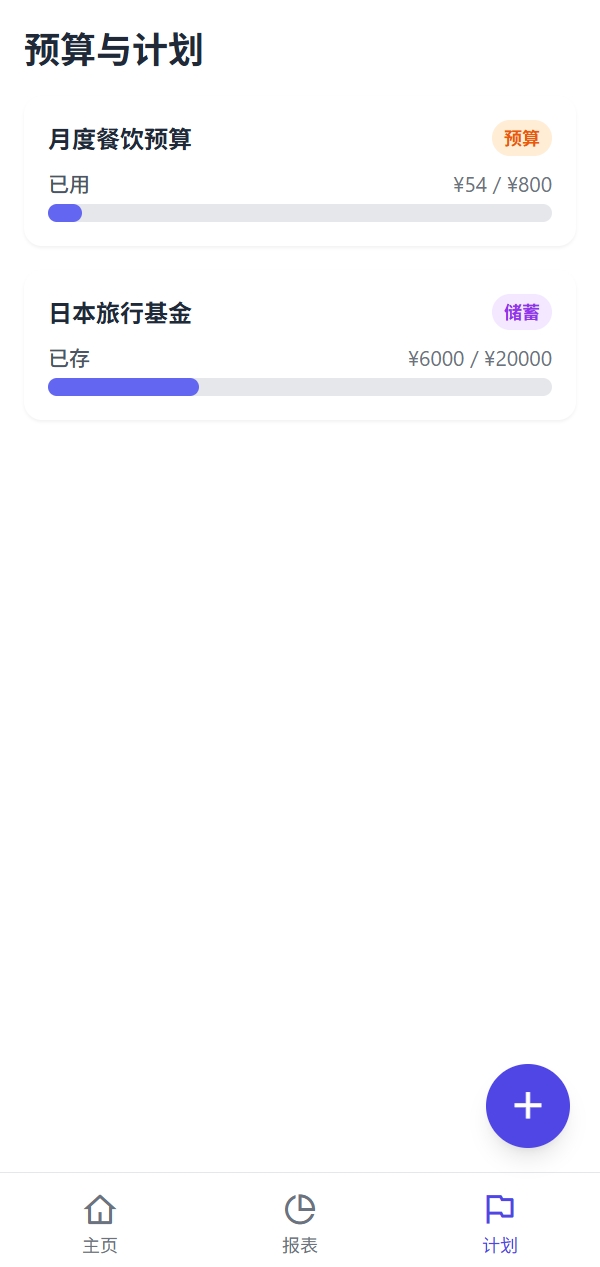 预算与计划
月度餐饮预算 预算
已用 ¥54 / ¥800
日本旅行基金 储蓄
已存 ¥6000 / ¥20000
主页 报表 计划